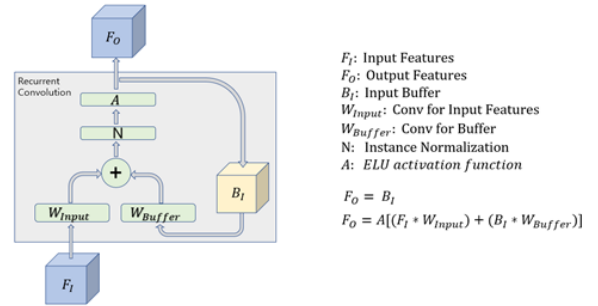 F_O
Recurrent
Convolution
A
N
+
B_I
W_Input
W_Buffer
F_I
F_I: Input Features
F_O: Output Features
B_I: Input Buffer
W_Input: Conv for Input Features
W_Buffer: Conv for Buffer
N: Instance Normalization
A: ELU activation function
F_O = B_I
F_O = A[(F_I * W_Input) + (B_I * W_Buffer)]